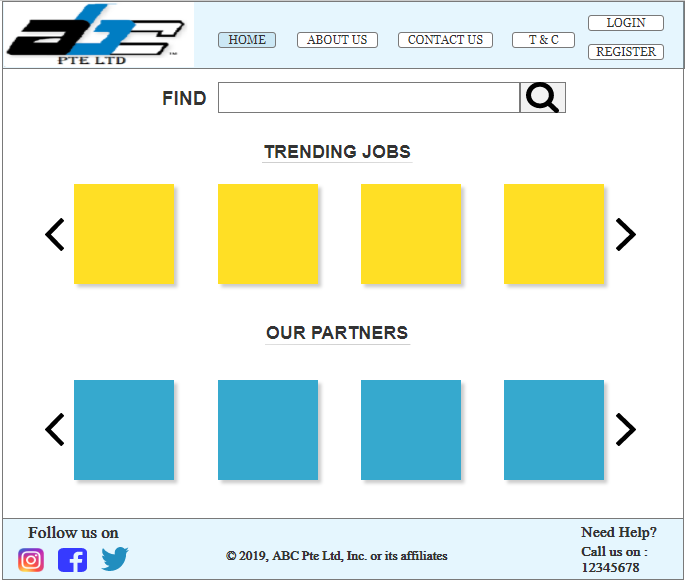 abc™
PTE LTD
HOME
ABOUT US
CONTACT US
T & C
LOGIN
REGISTER
FIND
TRENDING JOBS
OUR PARTNERS
Follow us on
© 2019, ABC Pte Ltd, Inc. or its affiliates
Need Help?
Call us on :
12345678